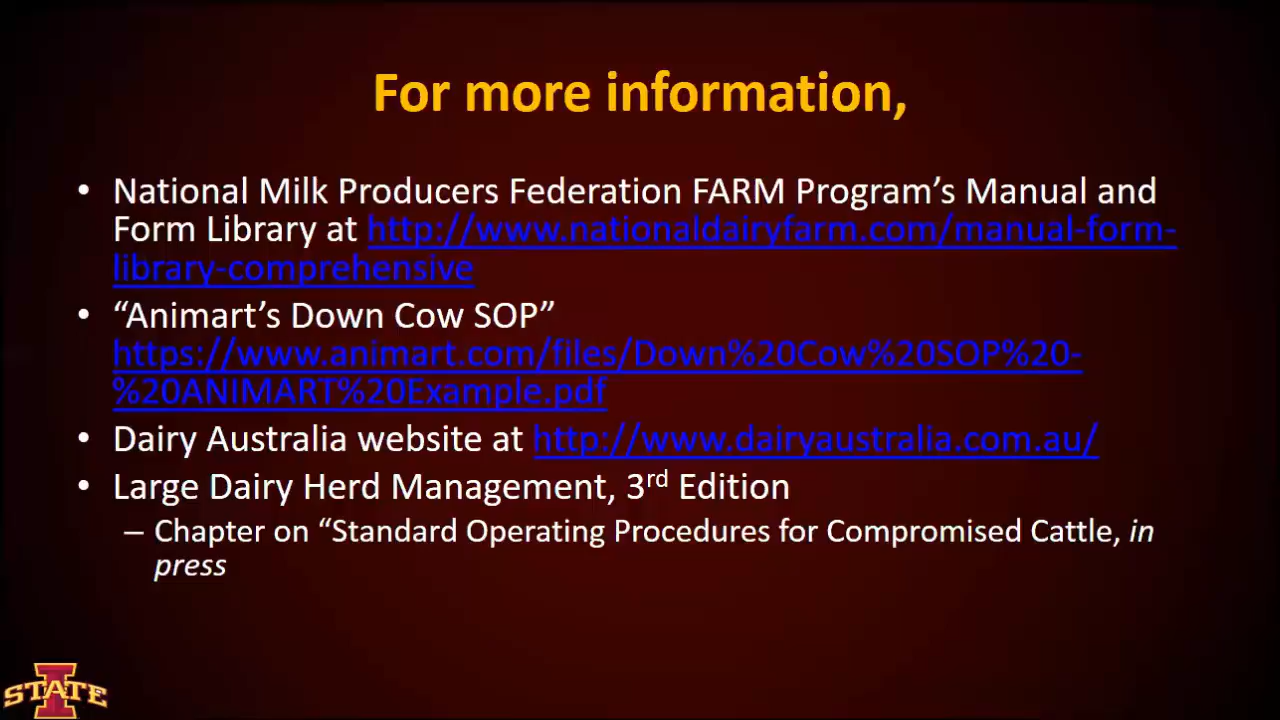 For more information,
• National Milk Producers Federation FARM Program’s Manual and
Form Library at http://www.nationaldairyfarm.com/manual-form-
library-comprehensive
• “Animart’s Down Cow SOP”
https://www.animart.com/files/Down%20Cow%20SOP%20-
%20ANIMART%20Example.pdf
• Dairy Australia website at http://www.dairyaustralia.com.au/
• Large Dairy Herd Management, 3rd Edition
– Chapter on “Standard Operating Procedures for Compromised Cattle, in
press
I
STATE